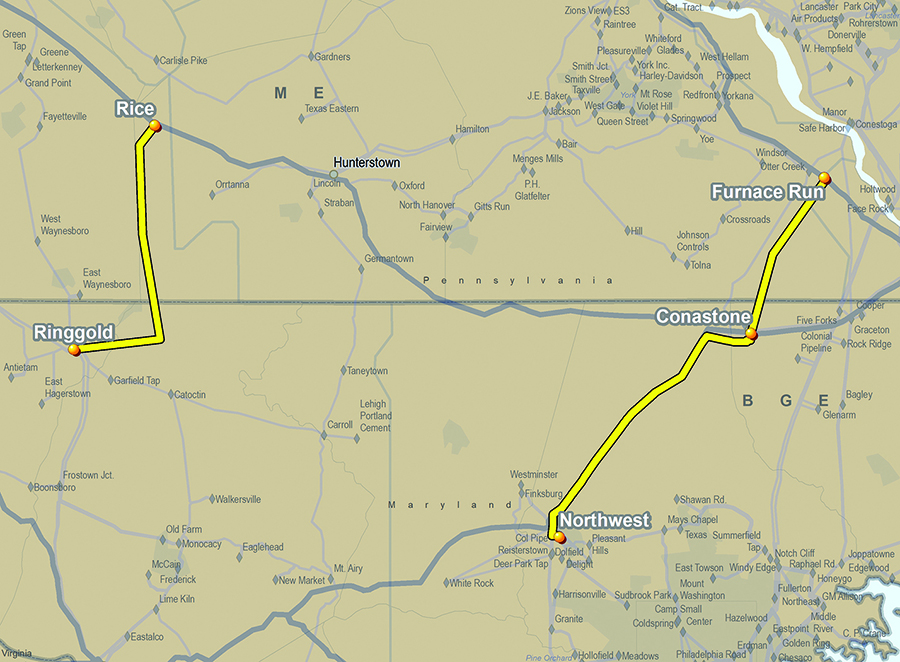 Lancaster
Park City
Cat. Tract
Air Products
Lancaster
Rohrerstown
Donerville
W. Hempfield
Zions View
ES3
Raintree
Whiteford
Pleasureville
Glades
West Hellam
Smith Jct
York Inc.
Harley-Davidson
Prospect
Smith Street
Taxville
York
Mt Rose
Redfront
Yorkana
J.E. Baker
West Gate
Violet Hill
Jackson
Queen Street
Springwood
Yoe
Manor
Safe Harbor
Conestoga
Green
Tap
Greene
Letterkenney
Grand Point
Carlisle Pike
Gardners
M E
Texas Eastern
Rice
Fayetteville
Hamilton
Bair
Windsor
Otter Creek
Hunterstown
Menges Mills
P.H.
Glatfelter
Furnace Run
Holtwood
Face Rock
Orrtanna
Lincoln
Straban
Oxford
North Hanover
Gitts Run
Fairview
Crossroads
Hill
Johnson
Controls
Tolna
West
Waynesboro
Germantown
East
Waynesboro
Pennsylvania
Ringgold
Conastone
Five Forks
Cooper
Colonial
Pipeline
Graceton
Rock Ridge
Antietam
East
Hagerstown
Garfield Tap
Catoctin
Taneytown
Lehigh
Portland
Cement
Carroll
B G E
Bagley
Glenarm
Frostown Jct.
Boonsboro
Walkersville
Westminster
Finksburg
Maryland
Northwest
Shawan Rd.
Mays Chapel
Texas
Summerfield
Tap
Old Farm
Monocacy
Eaglehead
Col Pipe
Reisterstown
Dolfield
Pleasant
Hills
Deer Park Tap
Delight
Notch Cliff
Joppatowne
Raphael Rd.
Edgewood
East Towson
Windy Edge
Honeygo
McCain
Frederick
New Market
Mt. Airy
White Rock
Mount
Washington
Fullerton
GM Allison
Northeast
Harrisonville
Sudbrook Park
Camp Small
Lime Kiln
Granite
Coldspring
Center
Hazelwood
Middle
River
Eastpoint
C. P. Crane
Eastalco
Erdman
Golden Ring
Virginia
Pine Orchard
Hollofield
Meadows
Philadelphia Road
Chesaco